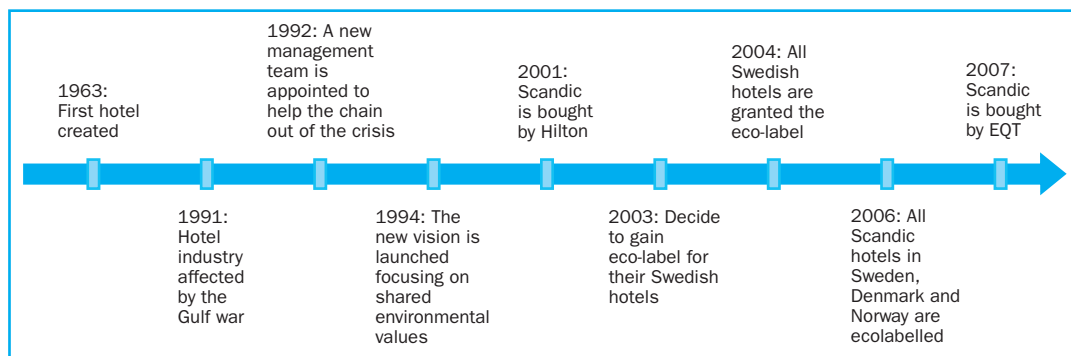 1963:
First hotel
created
1991:
Hotel
industry
affected
by the
Gulf war
1992: A new
management
team is
appointed to
help the chain
out of the crisis
1994: The
new vision is
launched
focusing on
shared
environmental
values
2001:
Scandic
is bought
by Hilton
2003: Decide
to gain
eco-label for
their Swedish
hotels
2004: All
Swedish
hotels are
granted the
eco-label
2006: All
Scandic
hotels in
Sweden,
Denmark and
Norway are
ecolabelled
2007:
Scandic
is bought
by EQT